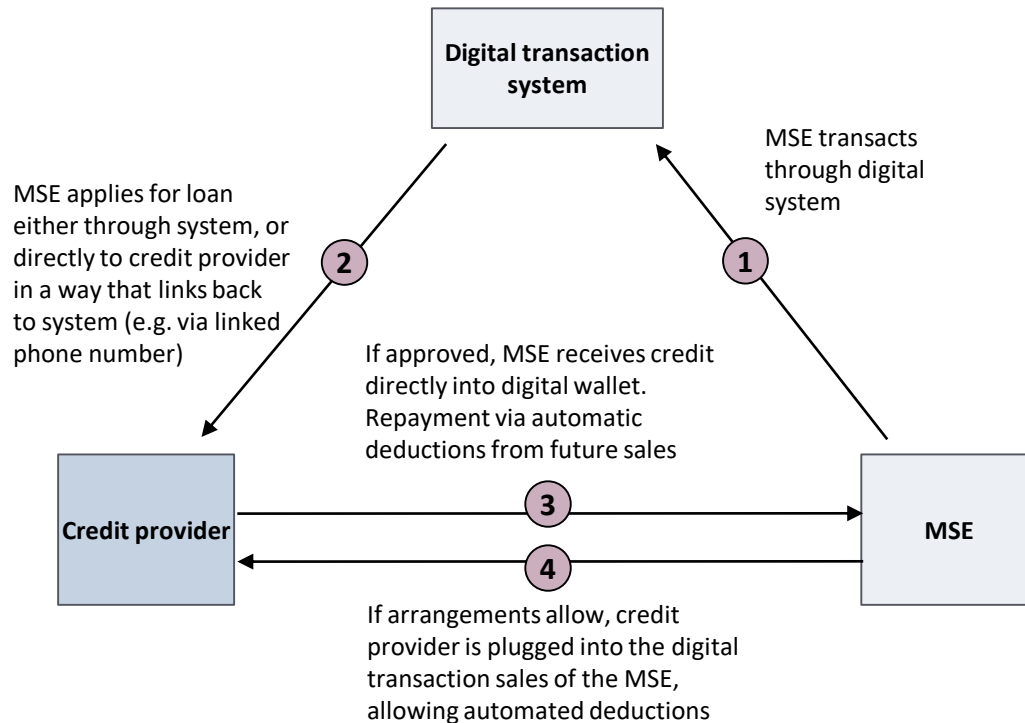 Digital transaction
system
MSE transacts
through digital
system
1
MSE applies for loan
either through system, or
directly to credit provider
in a way that links back
to system (e.g. via linked
phone number)
2
If approved, MSE receives credit
directly into digital wallet.
Repayment via automatic
deductions from future sales
Credit provider
3
MSE
4
If arrangements allow, credit
provider is plugged into the digital
transaction sales of the MSE,
allowing automated deductions